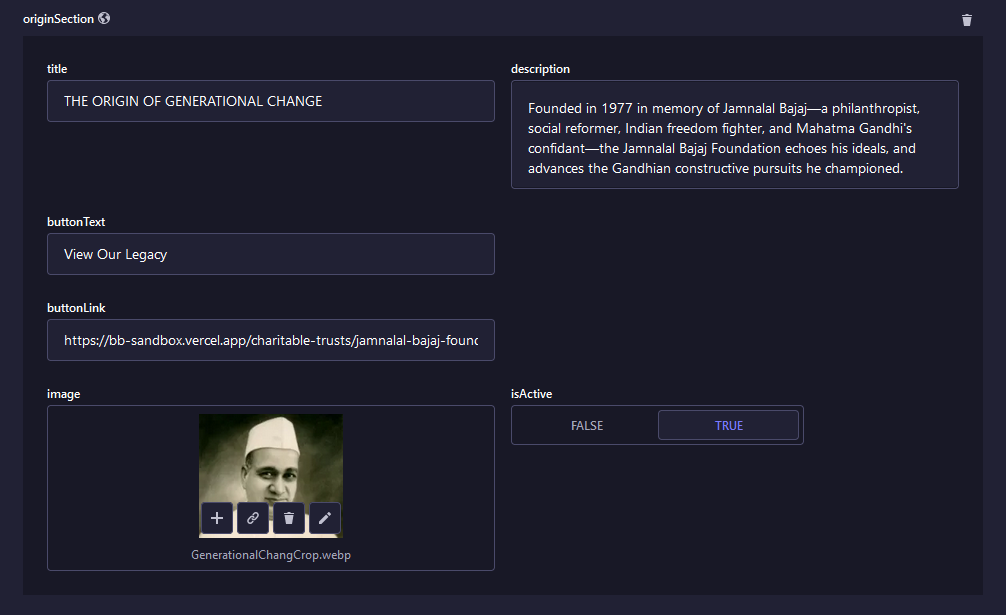 originSection
title
THE ORIGIN OF GENERATIONAL CHANGE
description
Founded in 1977 in memory of Jamnalal Bajaj—a philanthropist,
social reformer, Indian freedom fighter, and Mahatma Gandhi's
confidant—the Jamnalal Bajaj Foundation echoes his ideals, and
advances the Gandhian constructive pursuits he championed.
buttonText
View Our Legacy
buttonLink
https://bb-sandbox.vercel.app/charitable-trusts/jamnalal-bajaj-found
image
GenerationalChangCrop.webp
isActive
FALSE
TRUE